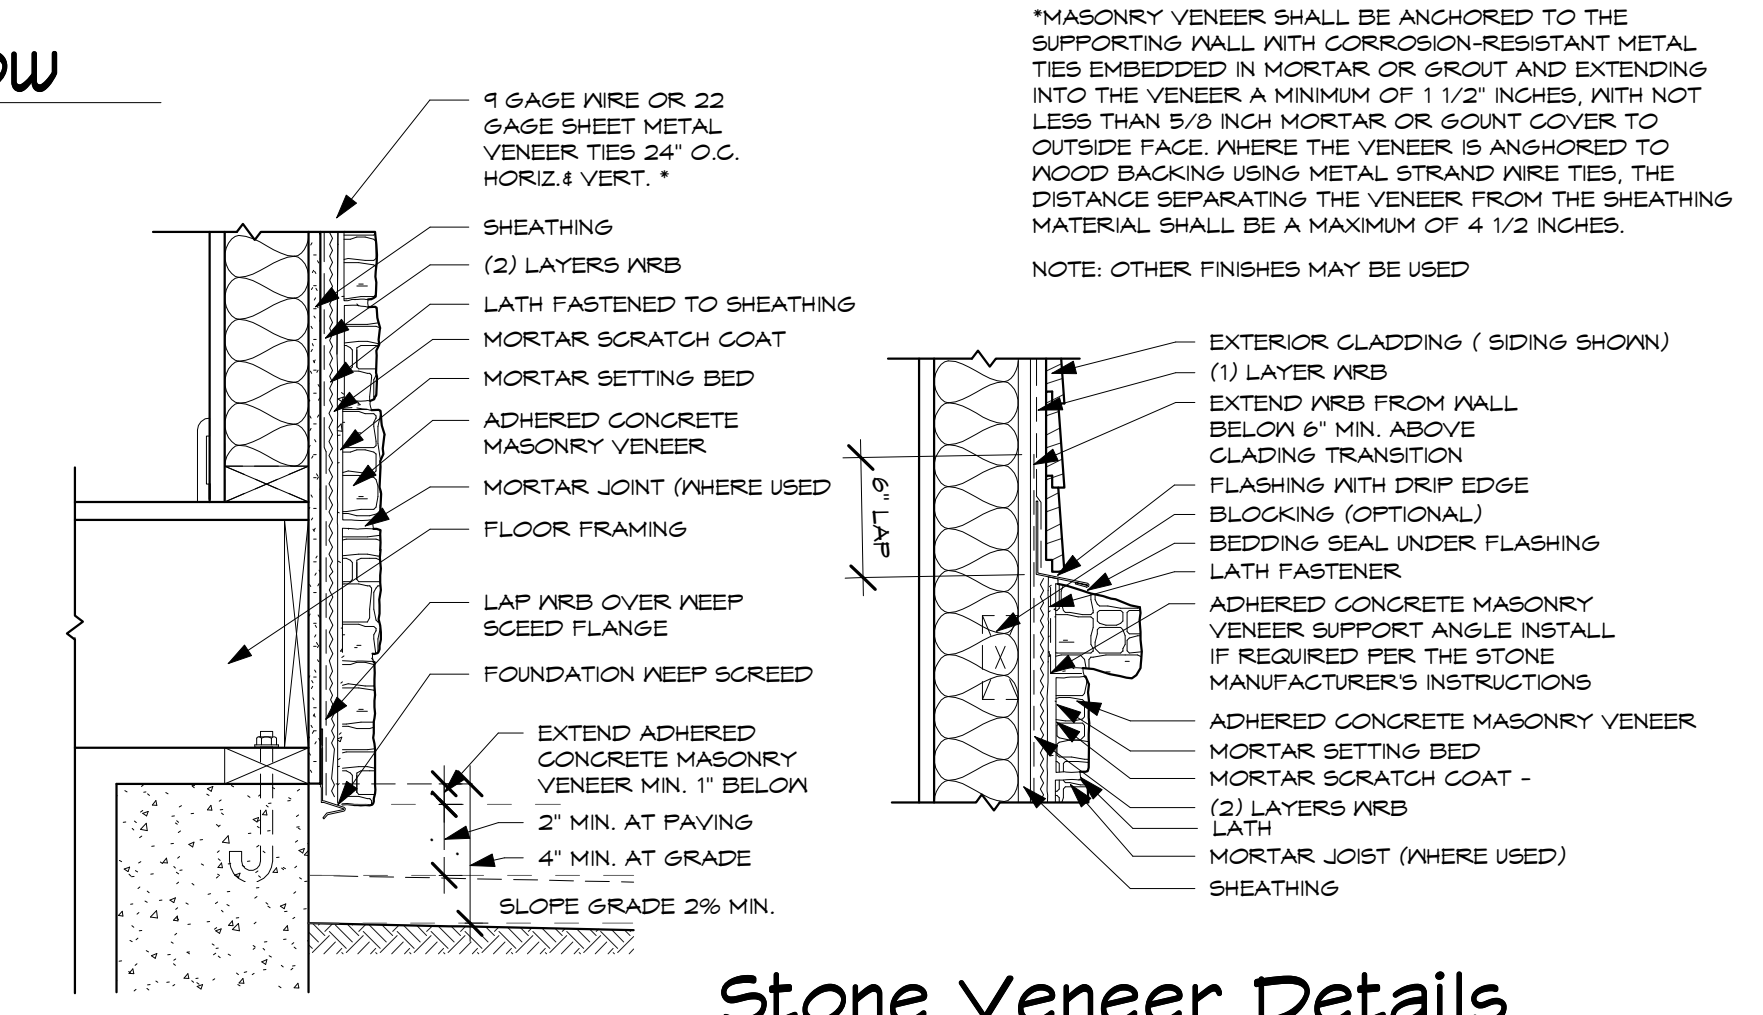 OW
9 GAGE WIRE OR 22
GAGE SHEET METAL
VENEER TIES 24" O.C.
HORIZ.& VERT. *
SHEATHING
(2) LAYERS WRB
LATH FASTENED TO SHEATHING
MORTAR SCRATCH COAT
MORTAR SETTING BED
ADHERED CONCRETE
MASONRY VENEER
MORTAR JOINT (WHERE USED
FLOOR FRAMING
LAP WRB OVER WEEP
SCEED FLANGE
FOUNDATION WEEP SCREED
EXTEND ADHERED
CONCRETE MASONRY
VENEER MIN. 1" BELOW
2" MIN. AT PAVING
4" MIN. AT GRADE
SLOPE GRADE 2% MIN.
*MASONRY VENEER SHALL BE ANCHORED TO THE
SUPPORTING WALL WITH CORROSION-RESISTANT METAL
TIES EMBEDDED IN MORTAR OR GROUT AND EXTENDING
INTO THE VENEER A MINIMUM OF 1 1/2" INCHES, WITH NOT
LESS THAN 5/8 INCH MORTAR OR GOUNT COVER TO
OUTSIDE FACE. WHERE THE VENEER IS ANGHORED TO
WOOD BACKING USING METAL STRAND WIRE TIES, THE
DISTANCE SEPARATING THE VENEER FROM THE SHEATHING
MATERIAL SHALL BE A MAXIMUM OF 4 1/2 INCHES.
NOTE: OTHER FINISHES MAY BE USED
6" LAP
EXTERIOR CLADDING ( SIDING SHOWN)
(1) LAYER WRB
EXTEND WRB FROM WALL
BELOW 6" MIN. ABOVE
CLADING TRANSITION
FLASHING WITH DRIP EDGE
BLOCKING (OPTIONAL)
BEDDING SEAL UNDER FLASHING
LATH FASTENER
ADHERED CONCRETE MASONRY
VENEER SUPPORT ANGLE INSTALL
IF REQUIRED PER THE STONE
MANUFACTURER'S INSTRUCTIONS
ADHERED CONCRETE MASONRY VENEER
MORTAR SETTING BED
MORTAR SCRATCH COAT -
(2) LAYERS WRB
LATH
MORTAR JOIST (WHERE USED)
SHEATHING
Stone Veneer Details